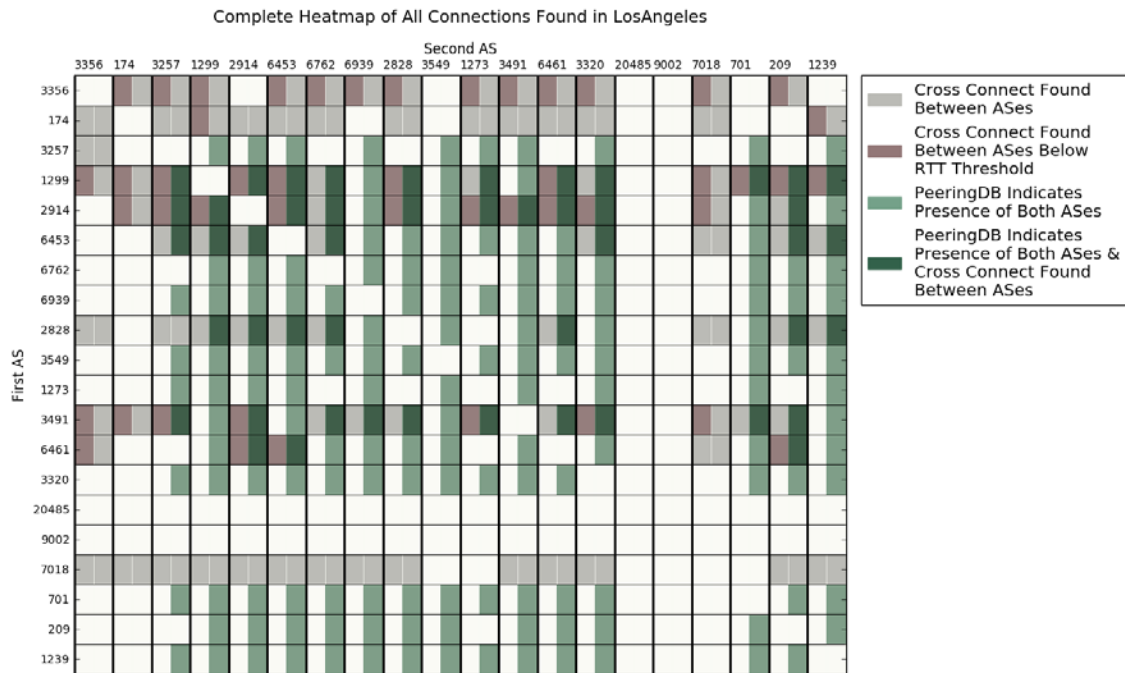 Complete Heatmap of All Connections Found in LosAngeles
Second AS
3356 174 3257 1299 2914 6453 6762 6939 2828 3549 1273 3491 6461 3320 20485 9002 7018 701 209 1239
First AS
3356
174
3257
1299
2914
6453
6762
6939
2828
3549
1273
3491
6461
3320
20485
9002
7018
701
209
1239
Cross Connect Found
Between ASes
Cross Connect Found
Between ASes Below
RTT Threshold
PeeringDB Indicates
Presence of Both ASes
PeeringDB Indicates
Presence of Both ASes &
Cross Connect Found
Between ASes